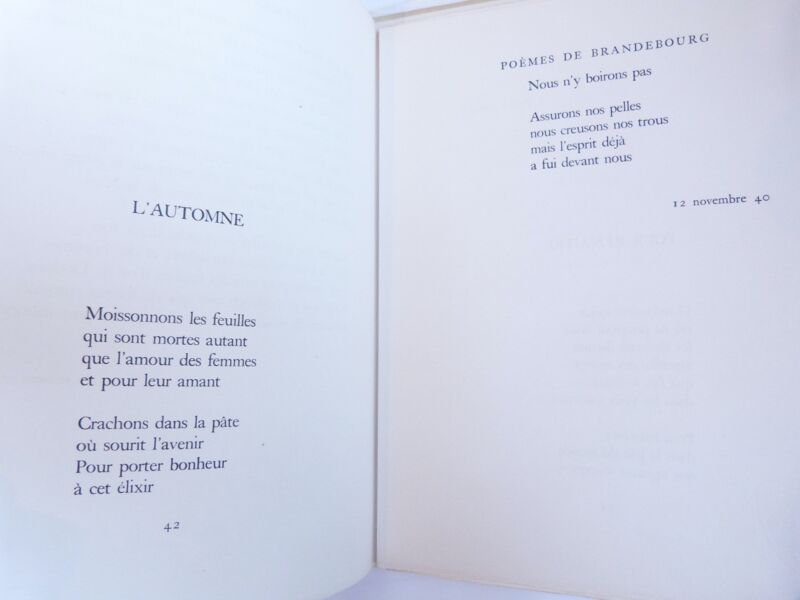 L'AUTOMNE
Moissonnons les feuilles
qui sont mortes autant
que l'amour des femmes
et pour leur amant
Crachons dans la pâte
où sourit l'avenir
Pour porter bonheur
à cet élixir
42
POÈMES DE BRANDEBOURG
Nous n'y boirons pas
Assurons nos pelles
nous creusons nos trous
mais l'esprit déjà
a fui devant nous
12 novembre 40